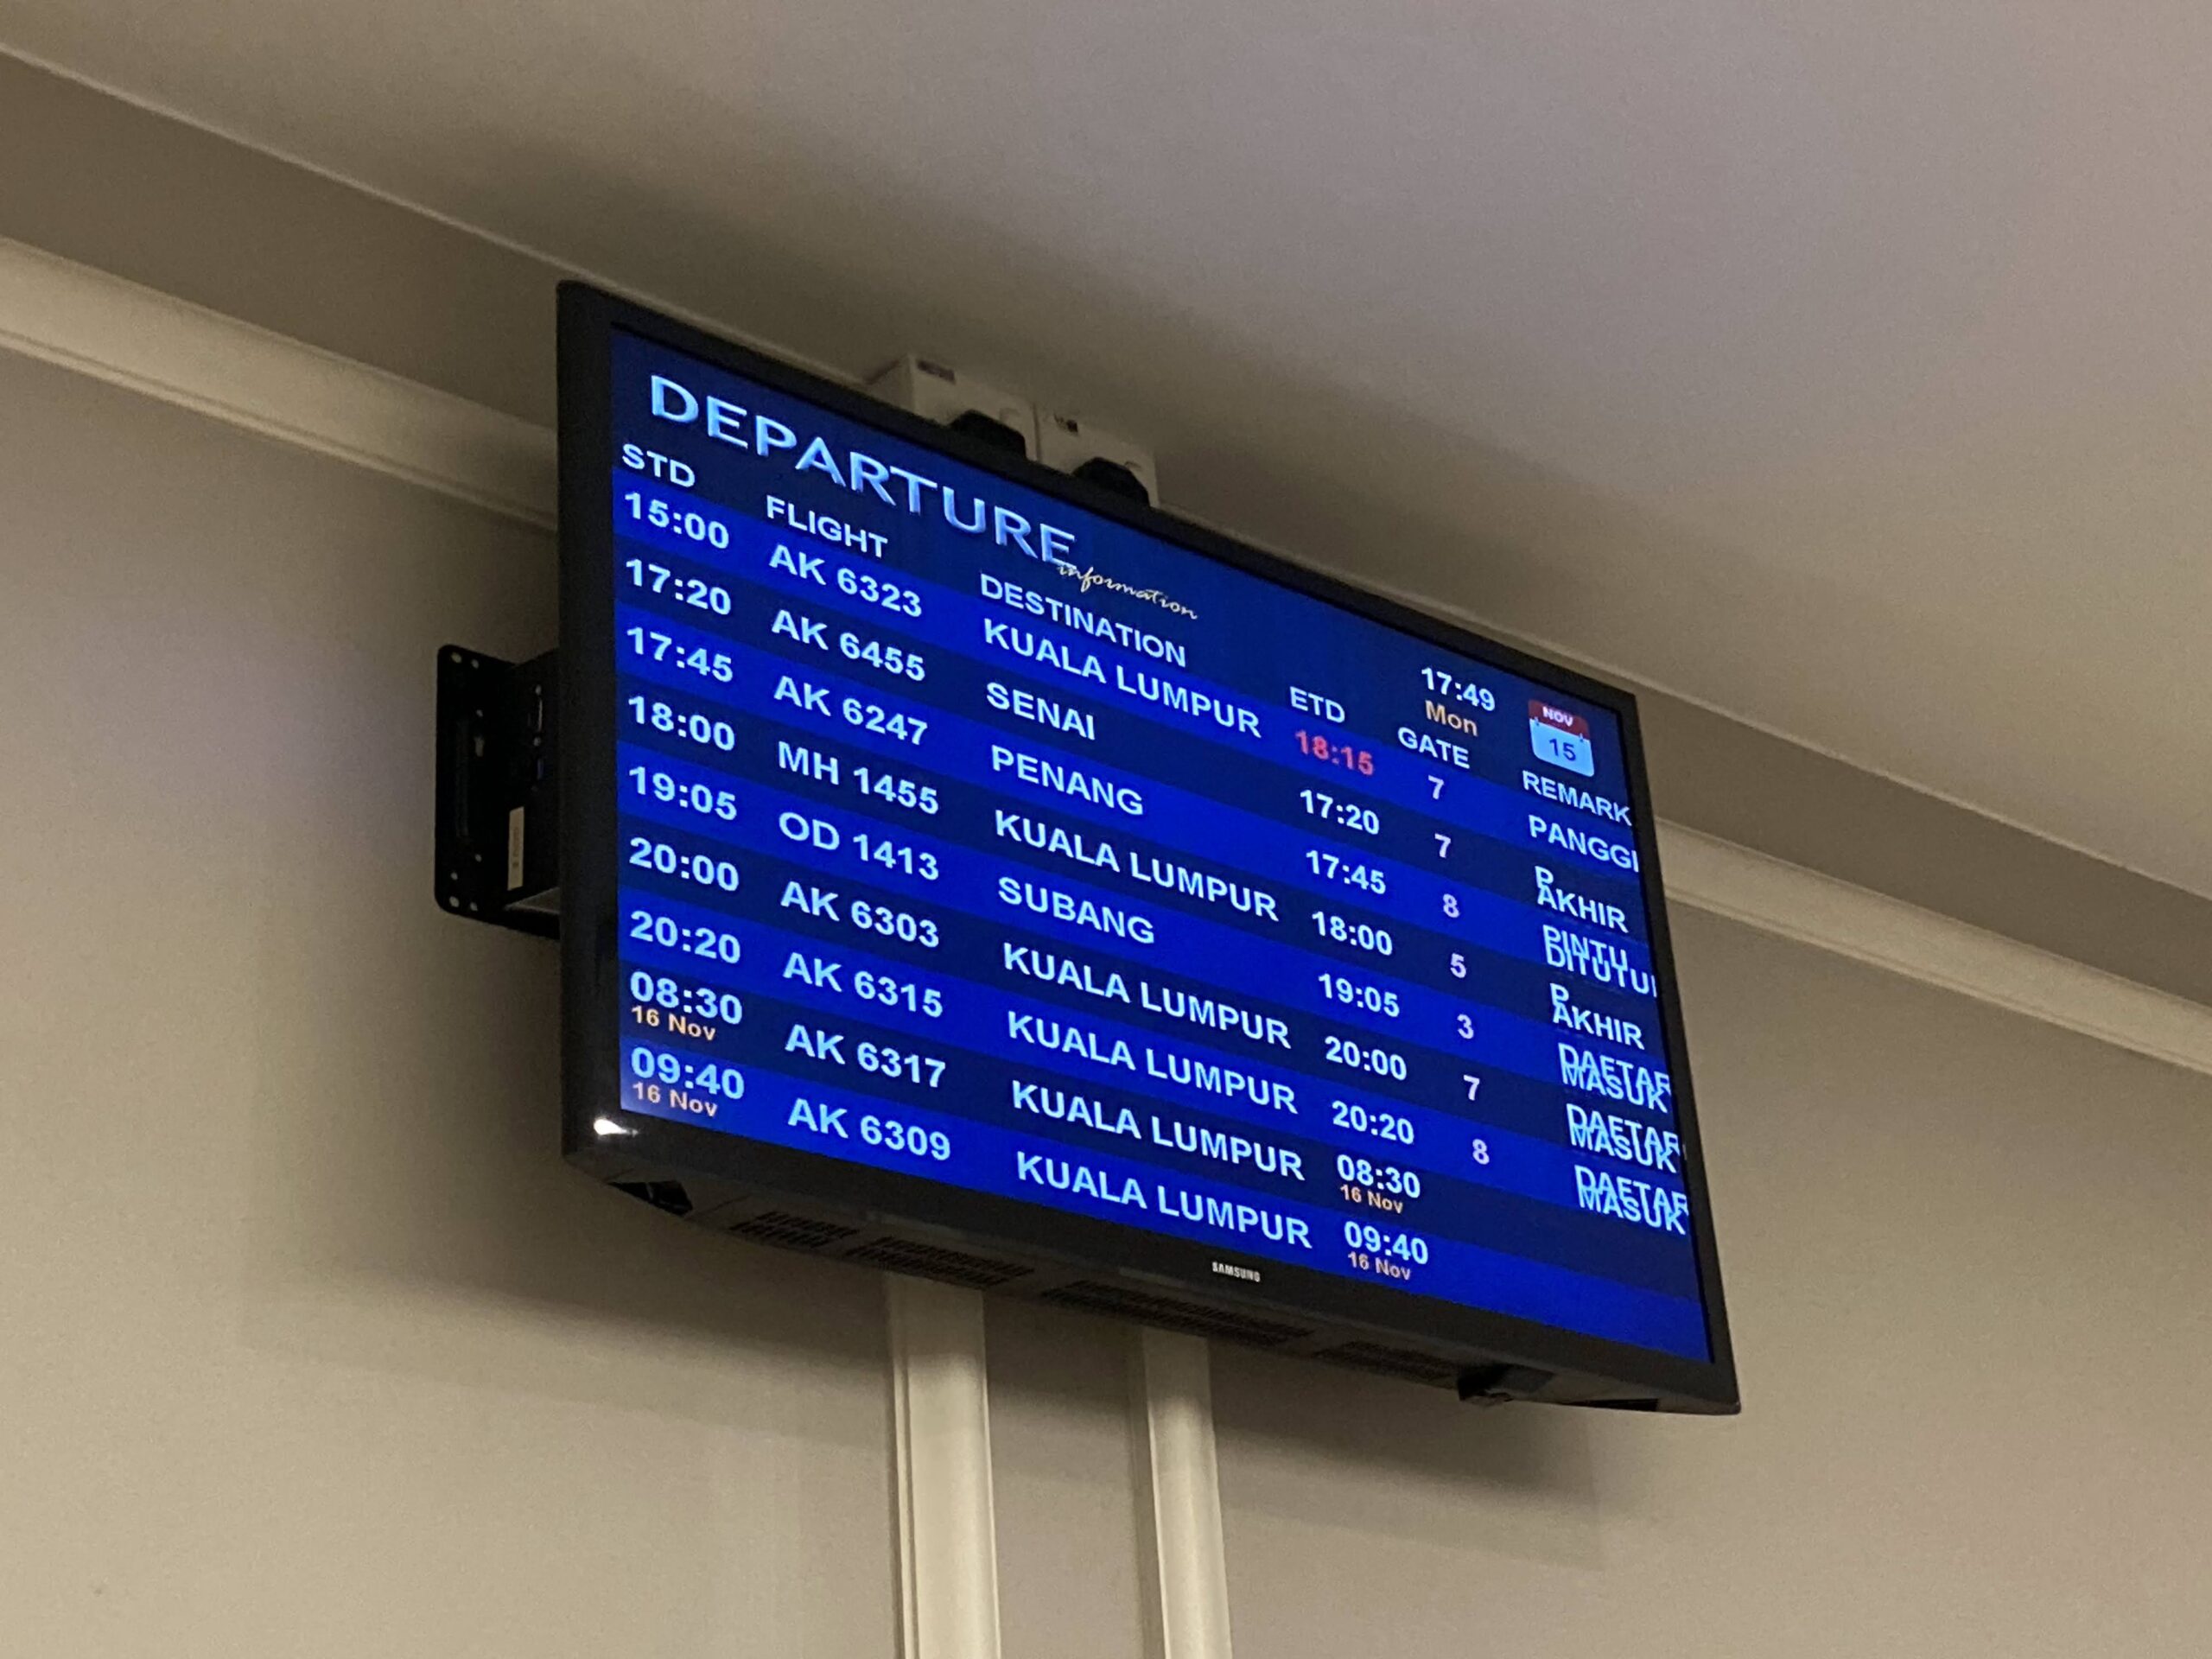 DEPARTURE
information
17:49
Mon
NOV
15
STD FLIGHT DESTINATION ETD GATE REMARK
15:00 AK 6323 KUALA LUMPUR 18:15 7 PANGGI
17:20 AK 6455 SENAI 17:20 7 P. AKHIR
17:45 AK 6247 PENANG 17:45 8 PINTU DITUTU
18:00 MH 1455 KUALA LUMPUR 18:00 5 P. AKHIR
19:05 OD 1413 SUBANG 19:05 3 DAFTAR MASUK
20:00 AK 6303 KUALA LUMPUR 20:00 7 DAFTAR MASUK
20:20 AK 6315 KUALA LUMPUR 20:20 8 DAFTAR MASUK
08:30 AK 6317 KUALA LUMPUR 08:30
16 Nov 16 Nov
09:40 AK 6309 KUALA LUMPUR 09:40
16 Nov 16 Nov
SAMSUNG